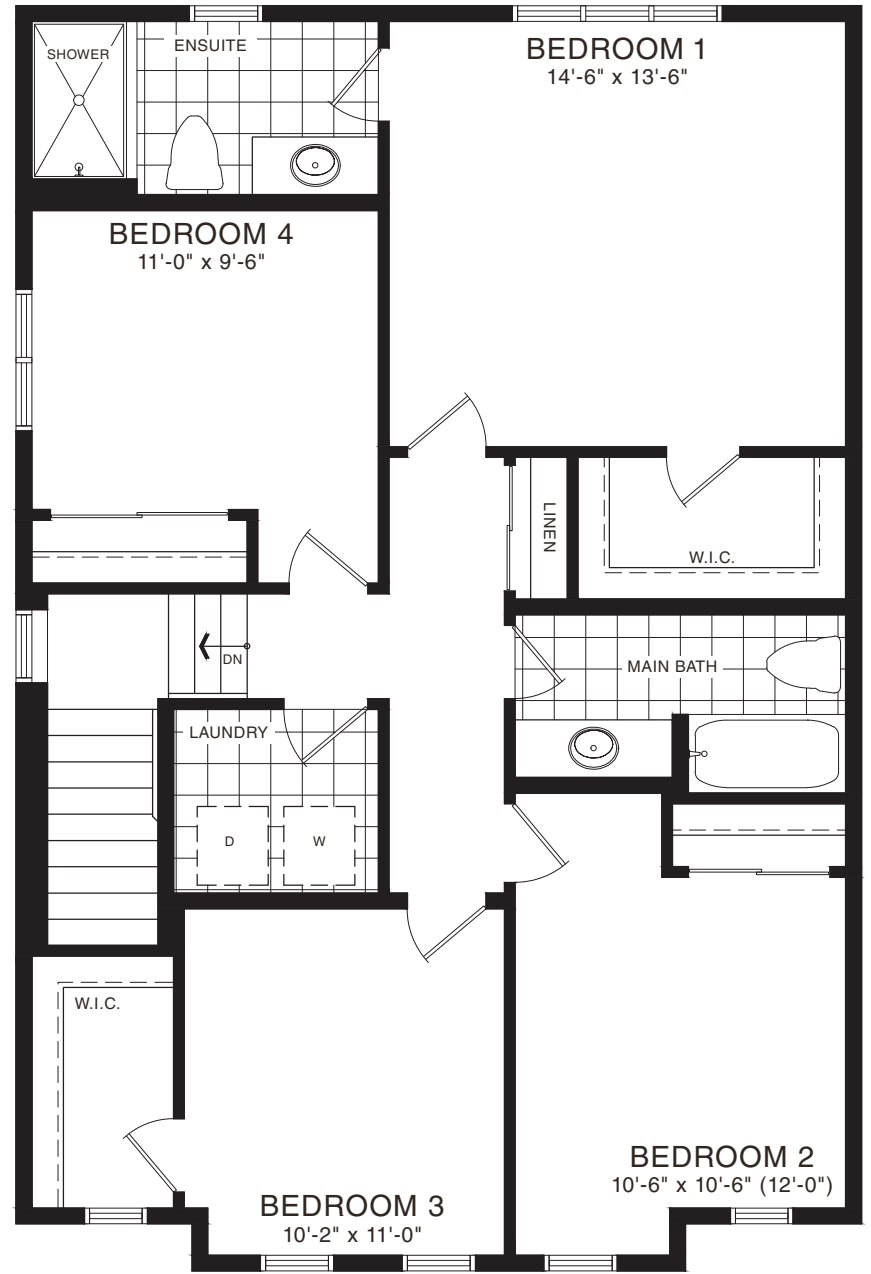 SHOWER
ENSUITE
BEDROOM 1
14'-6" x 13'-6"
BEDROOM 4
11'-0" x 9'-6"
LINEN
W.I.C.
DN
MAIN BATH
LAUNDRY
D
W
W.I.C.
BEDROOM 2
10'-6" x 10'-6" (12'-0")
BEDROOM 3
10'-2" x 11'-0"